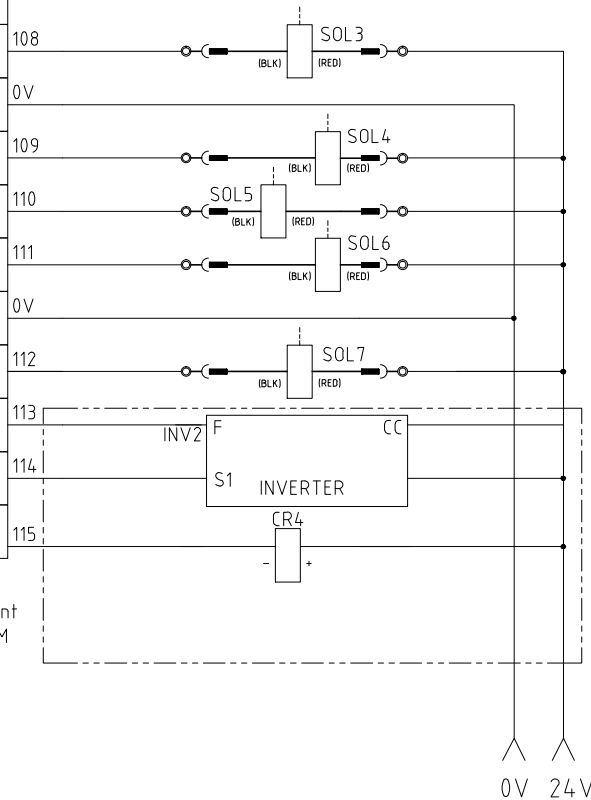 108
SOL3
(BLK) (RED)
0V
109
SOL4
(BLK) (RED)
110
SOL5
(BLK) (RED)
111
SOL6
(BLK) (RED)
0V
112
SOL7
(BLK) (RED)
113
INV2 F CC
114
S1 INVERTER
115
CR4
- +
nt
M
0V 24V